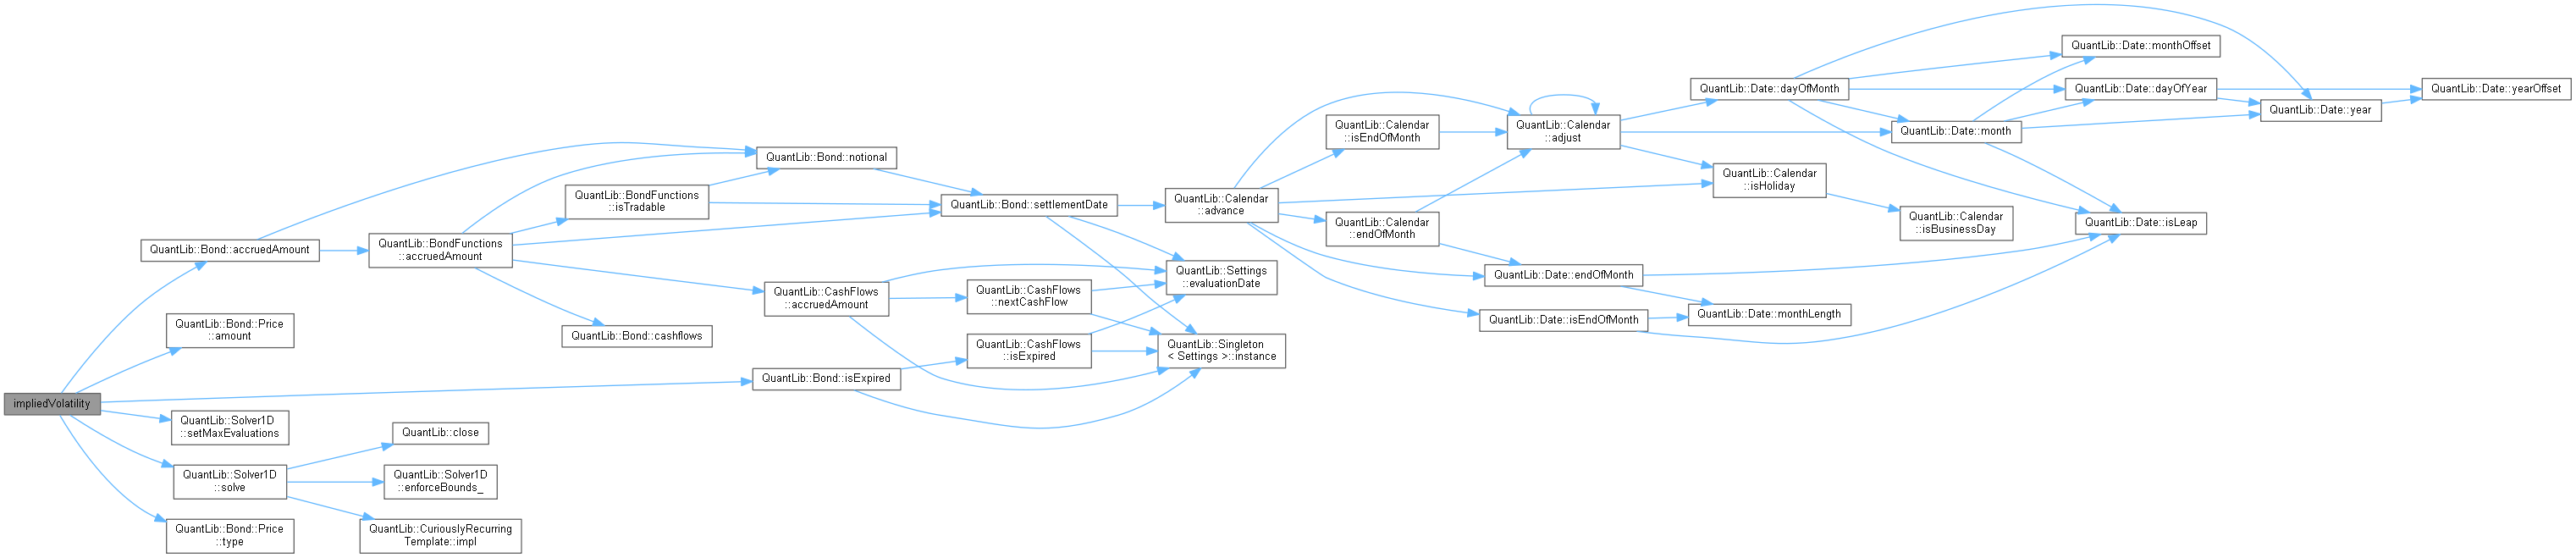 impliedVolatility
QuantLib::Bond::accruedAmount
QuantLib::Bond::Price
::amount
QuantLib::Solver1D
::setMaxEvaluations
QuantLib::Solver1D
::solve
QuantLib::Bond::Price
::type
QuantLib::BondFunctions
::accruedAmount
QuantLib::close
QuantLib::Solver1D
::enforceBounds_
QuantLib::CuriouslyRecurring
Template::impl
QuantLib::BondFunctions
::isTradable
QuantLib::Bond::cashflows
QuantLib::Bond::notional
QuantLib::CashFlows
::accruedAmount
QuantLib::Bond::isExpired
QuantLib::Bond::settlementDate
QuantLib::CashFlows
::nextCashFlow
QuantLib::CashFlows
::isExpired
QuantLib::Calendar
::advance
QuantLib::Settings
::evaluationDate
QuantLib::Singleton
< Settings >::instance
QuantLib::Calendar
::isEndOfMonth
QuantLib::Calendar
::endOfMonth
QuantLib::Calendar
::adjust
QuantLib::Date::endOfMonth
QuantLib::Date::isEndOfMonth
QuantLib::Date::dayOfMonth
QuantLib::Calendar
::isHoliday
QuantLib::Date::monthLength
QuantLib::Date::month
QuantLib::Calendar
::isBusinessDay
QuantLib::Date::monthOffset
QuantLib::Date::dayOfYear
QuantLib::Date::isLeap
QuantLib::Date::year
QuantLib::Date::yearOffset